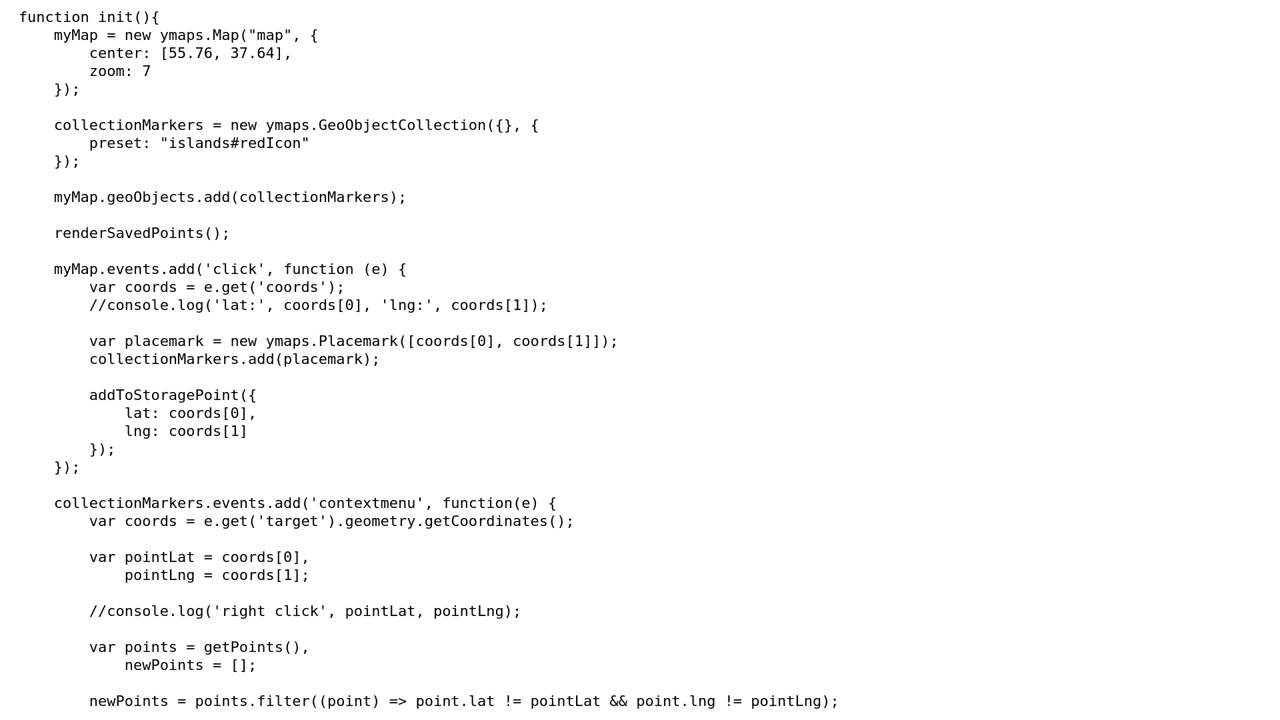 function init(){
    myMap = new ymaps.Map("map", {
        center: [55.76, 37.64],
        zoom: 7
    });

    collectionMarkers = new ymaps.GeoObjectCollection({}, {
        preset: "islands#redIcon"
    });

    myMap.geoObjects.add(collectionMarkers);

    renderSavedPoints();

    myMap.events.add('click', function (e) {
        var coords = e.get('coords');
        //console.log('lat:', coords[0], 'lng:', coords[1]);

        var placemark = new ymaps.Placemark([coords[0], coords[1]]);
        collectionMarkers.add(placemark);

        addToStoragePoint({
            lat: coords[0],
            lng: coords[1]
        });
    });

    collectionMarkers.events.add('contextmenu', function(e) {
        var coords = e.get('target').geometry.getCoordinates();

        var pointLat = coords[0],
            pointLng = coords[1];

        //console.log('right click', pointLat, pointLng);

        var points = getPoints(),
            newPoints = [];

        newPoints = points.filter((point) => point.lat != pointLat && point.lng != pointLng);